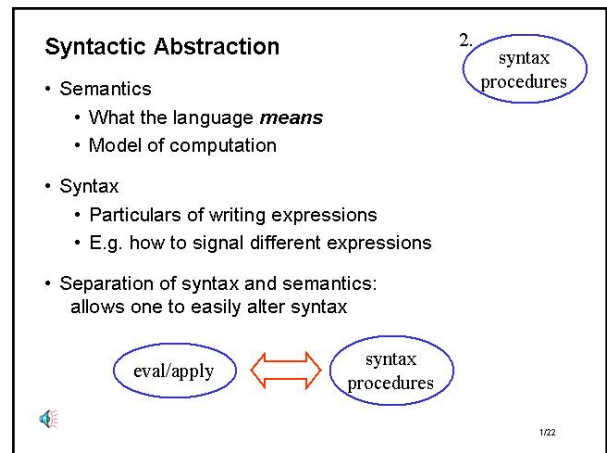 Syntactic Abstraction
2.
syntax
procedures
• Semantics
• What the language means
• Model of computation
• Syntax
• Particulars of writing expressions
• E.g. how to signal different expressions
• Separation of syntax and semantics:
allows one to easily alter syntax
eval/apply
syntax
procedures
1/22